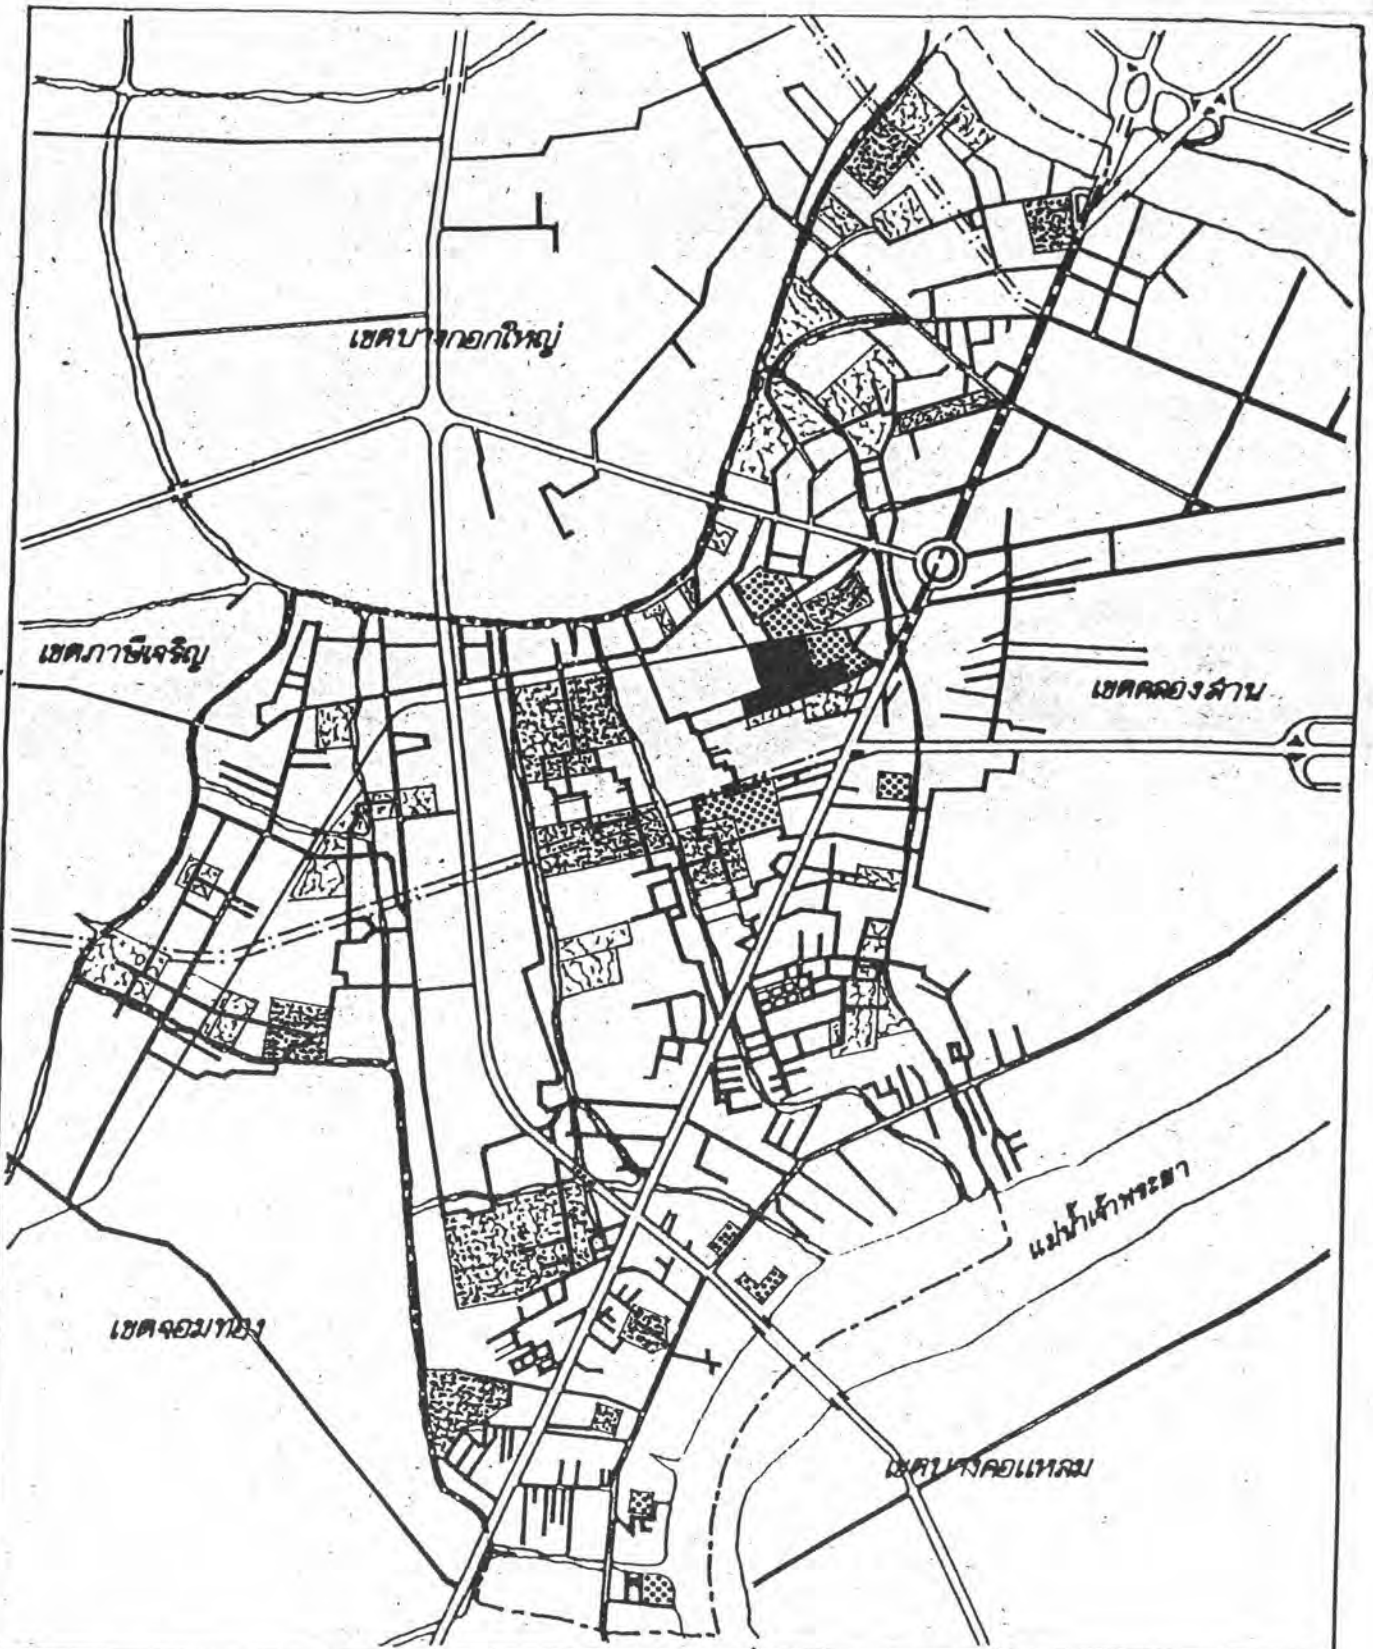 เขตบางกอกใหญ่
เขตภาษีเจริญ
เขตคลองสาน
แม่น้ำเจ้าพระยา
เขตจอมทอง
เขตบางคอแหลม